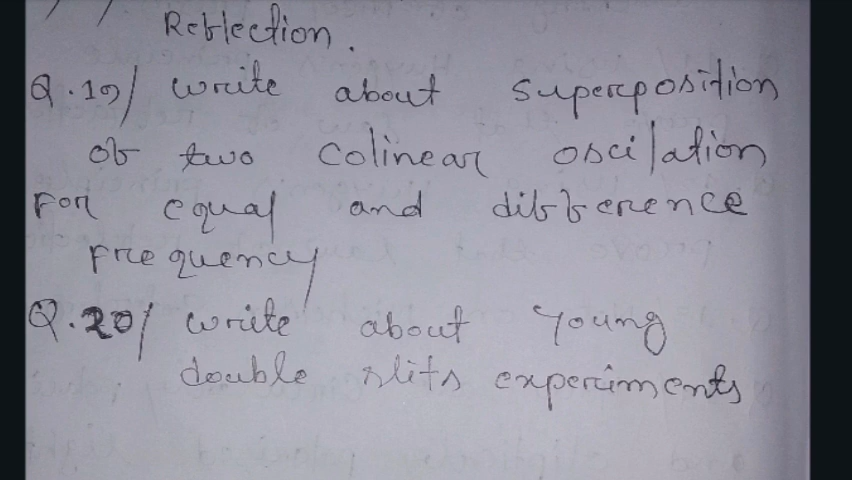 Reflection.
Q.19/ write about superposition
of two colinear oscilation
For equal and difference
frequency
Q.20/ write about Young
double slits experiments